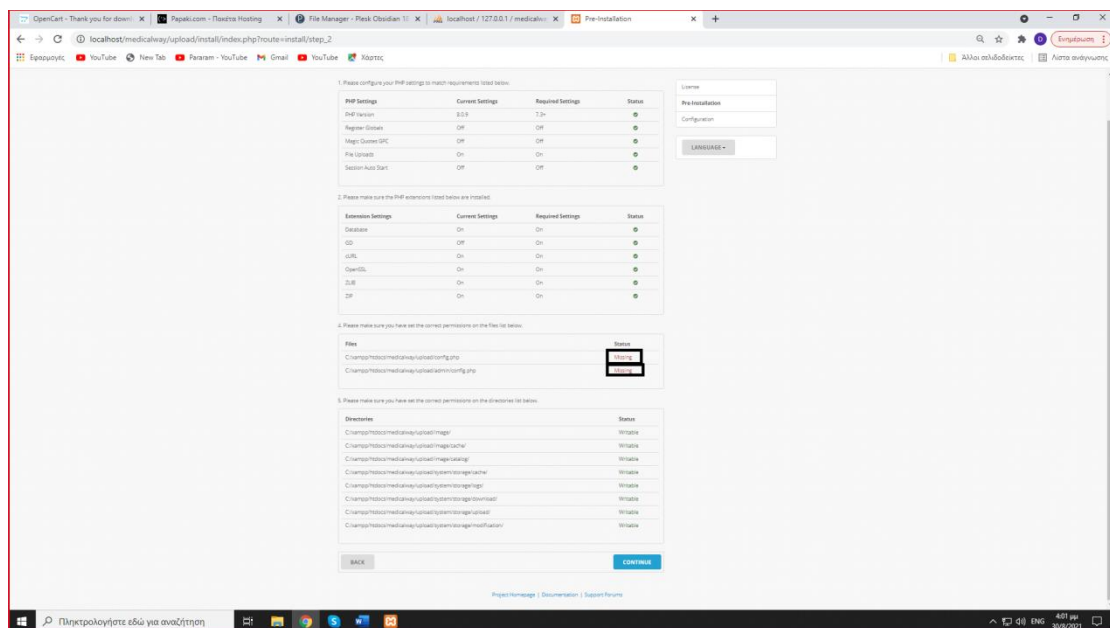 OpenCart - Thank you for downl
Papaki.com - Πακέτα Hosting
File Manager - Plesk Obsidian 18
localhost / 127.0.0.1 / medicalw
Pre-Installation
localhost/medicalway/upload/install/index.php?route=install/step_2
D
Ενημέρωση
Εφαρμογές
YouTube
New Tab
Pararam - YouTube
Gmail
YouTube
Χάρτες
Άλλοι σελιδοδείκτες
Λίστα ανάγνωσης
1. Please configure your PHP settings to match requirements listed below.
PHP Settings Current Settings Required Settings Status
PHP Version 8.0.9 7.3+
Register Globals Off Off
Magic Quotes GPC Off Off
File Uploads On On
Session Auto Start Off Off
2. Please make sure the PHP extensions listed below are installed.
Extension Settings Current Settings Required Settings Status
Database On On
GD Off On
cURL On On
OpenSSL On On
ZLIB On On
ZIP On On
4. Please make sure you have set the correct permissions on the files list below.
Files Status
C:/xampp/htdocs/medicalway/upload/config.php Missing
C:/xampp/htdocs/medicalway/upload/admin/config.php Missing
5. Please make sure you have set the correct permissions on the directories list below.
Directories Status
C:/xampp/htdocs/medicalway/upload/image/ Writable
C:/xampp/htdocs/medicalway/upload/image/cache/ Writable
C:/xampp/htdocs/medicalway/upload/image/catalog/ Writable
C:/xampp/htdocs/medicalway/upload/system/storage/cache/ Writable
C:/xampp/htdocs/medicalway/upload/system/storage/logs/ Writable
C:/xampp/htdocs/medicalway/upload/system/storage/download/ Writable
C:/xampp/htdocs/medicalway/upload/system/storage/upload/ Writable
C:/xampp/htdocs/medicalway/upload/system/storage/modification/ Writable
BACK
CONTINUE
License
Pre-Installation
Configuration
LANGUAGE
Project Homepage | Documentation | Support Forums
Πληκτρολογήστε εδώ για αναζήτηση
ENG
4:01 μμ
30/8/2021